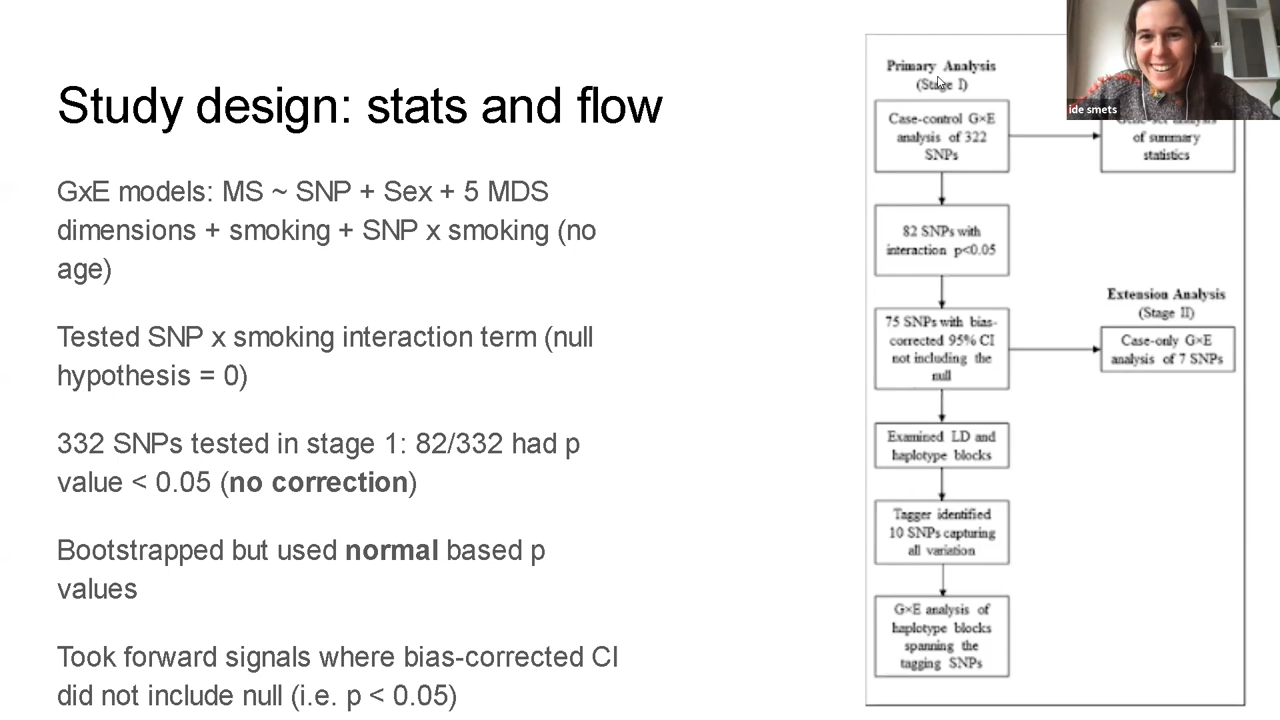 Study design: stats and flow
GxE models: MS ~ SNP + Sex + 5 MDS
dimensions + smoking + SNP x smoking (no
age)
Tested SNP x smoking interaction term (null
hypothesis = 0)
332 SNPs tested in stage 1: 82/332 had p
value < 0.05 (no correction)
Bootstrapped but used normal based p
values
Took forward signals where bias-corrected CI
did not include null (i.e. p < 0.05)
Primary Analysis
(Stage I)
Case-control G×E
analysis of 322
SNPs
82 SNPs with
interaction p<0.05
75 SNPs with bias-
corrected 95% CI
not including the
null
Examined LD and
haplotype blocks
Tagger identified
10 SNPs capturing
all variation
G×E analysis of
haplotype blocks
spanning the
tagging SNPs
of summary
statistics
Extension Analysis
(Stage II)
Case-only G×E
analysis of 7 SNPs
ide smets